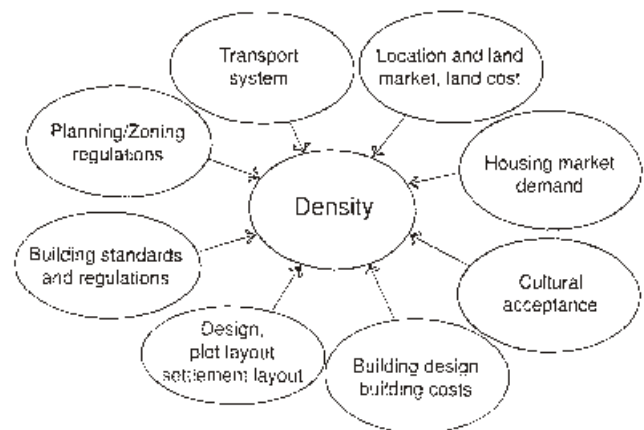 Transport
system
Location and land
market, land cost
Planning/Zoning
regulations
Housing market
demand
Density
Building standards
and regulations
Cultural
acceptance
Design,
plot layout
settlement layout
Building design
building costs